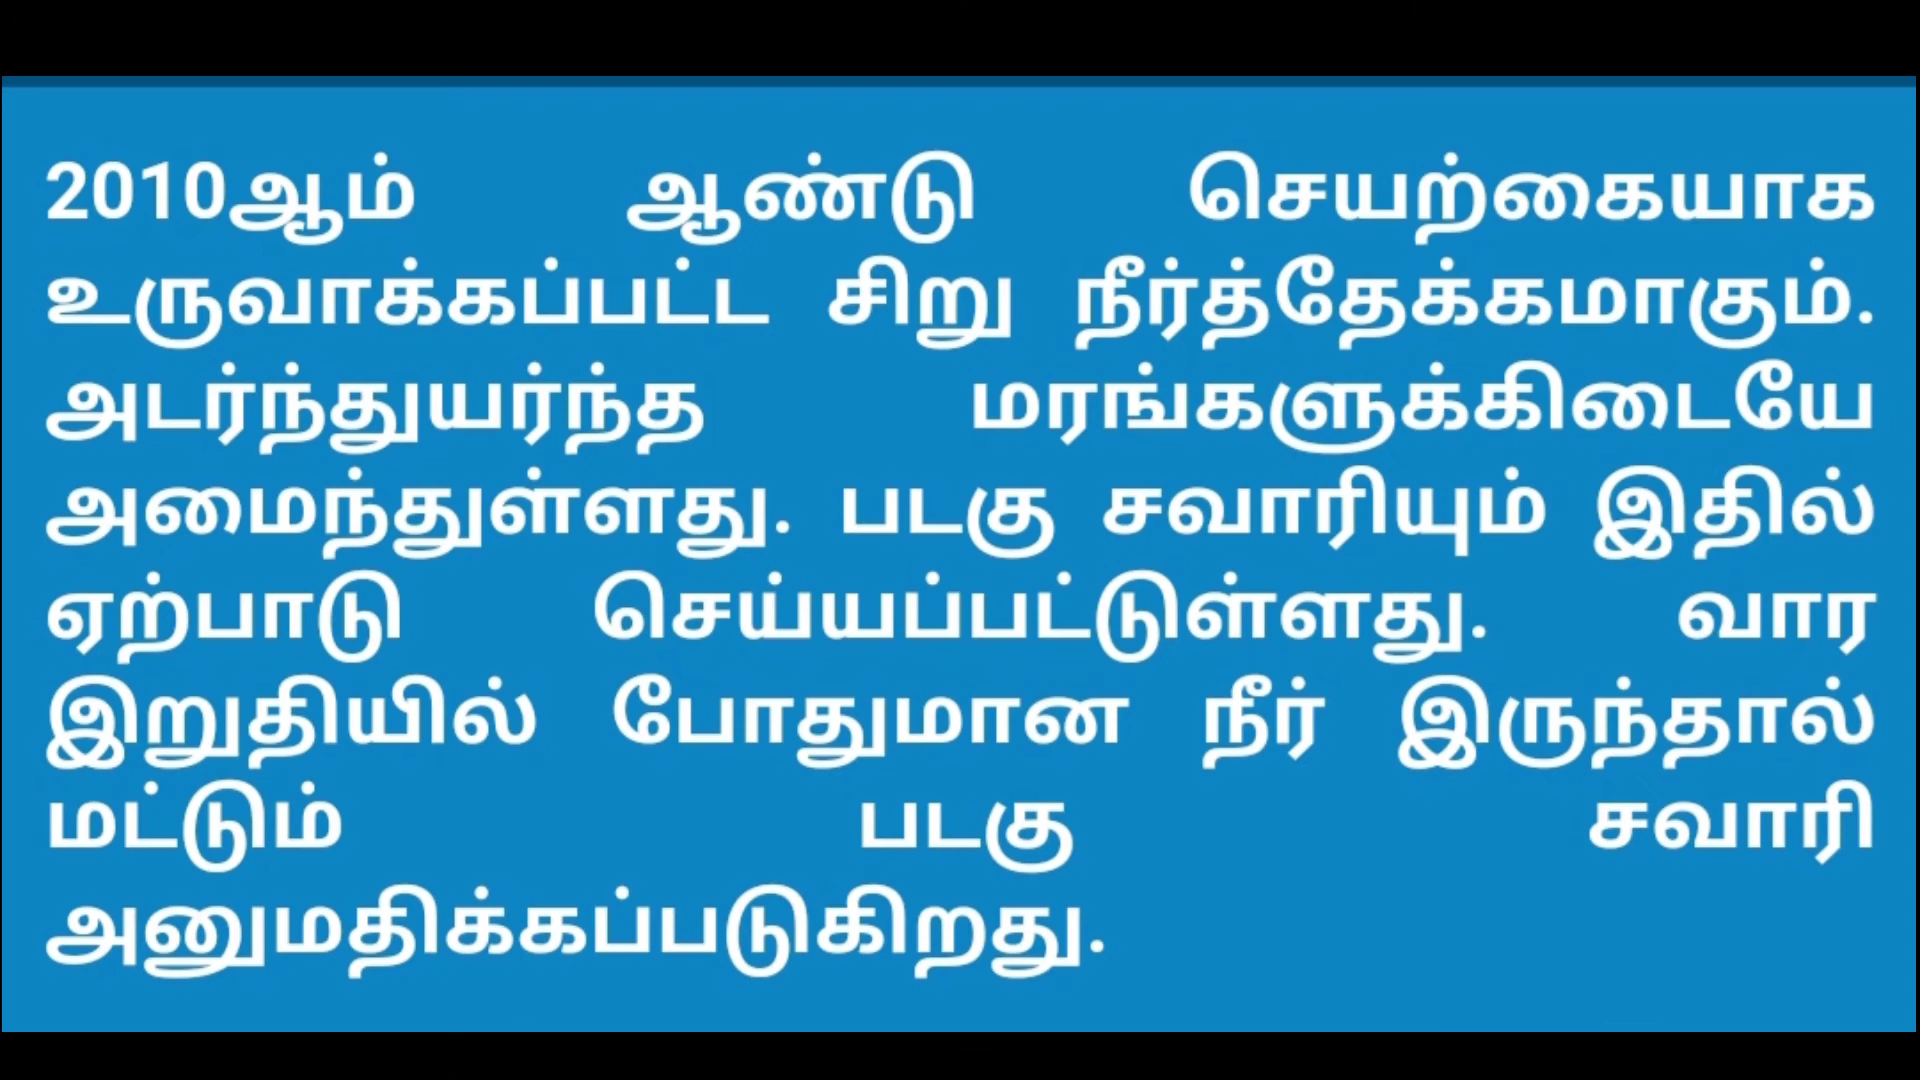 2010ஆம் ஆண்டு செயற்கையாக
உருவாக்கப்பட்ட சிறு நீர்த்தேக்கமாகும்.
அடர்ந்துயர்ந்த மரங்களுக்கிடையே
அமைந்துள்ளது. படகு சவாரியும் இதில்
ஏற்பாடு செய்யப்பட்டுள்ளது. வார
இறுதியில் போதுமான நீர் இருந்தால்
மட்டும் படகு சவாரி
அனுமதிக்கப்படுகிறது.